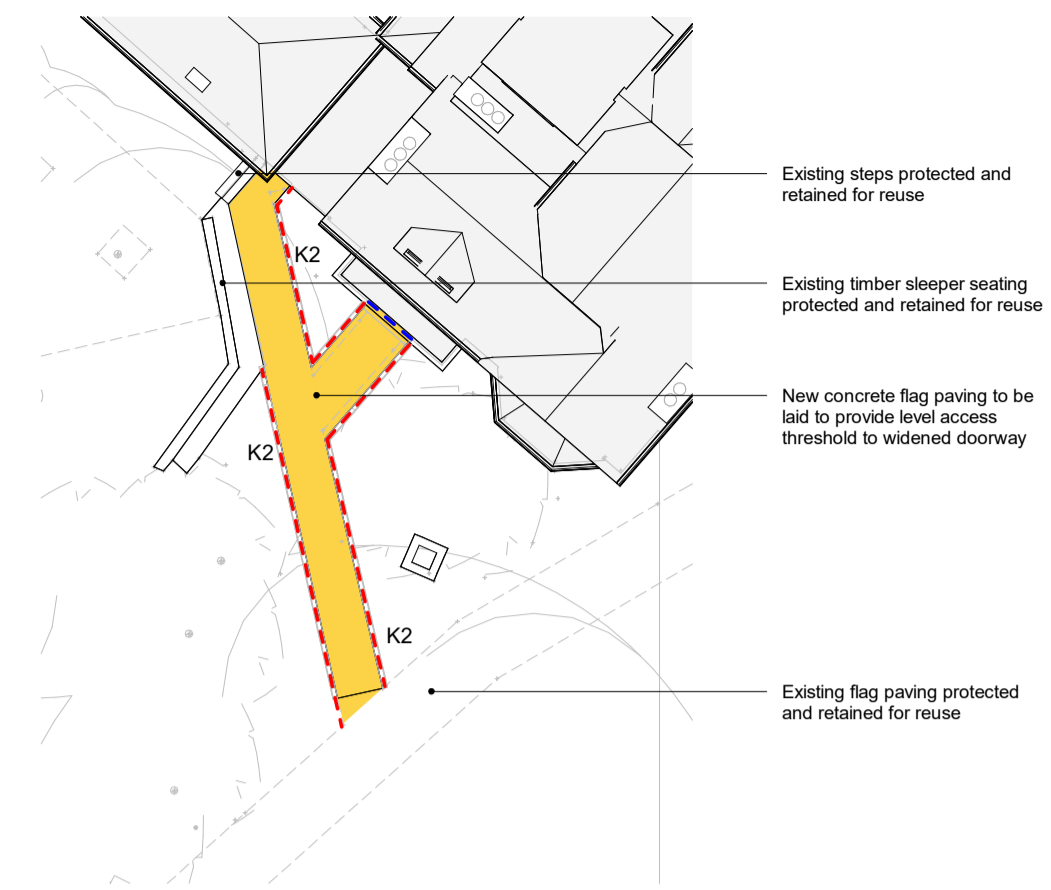 Existing steps protected and
retained for reuse
K2
Existing timber sleeper seating
protected and retained for reuse
New concrete flag paving to be
laid to provide level access
threshold to widened doorway
K2
K2
Existing flag paving protected
and retained for reuse